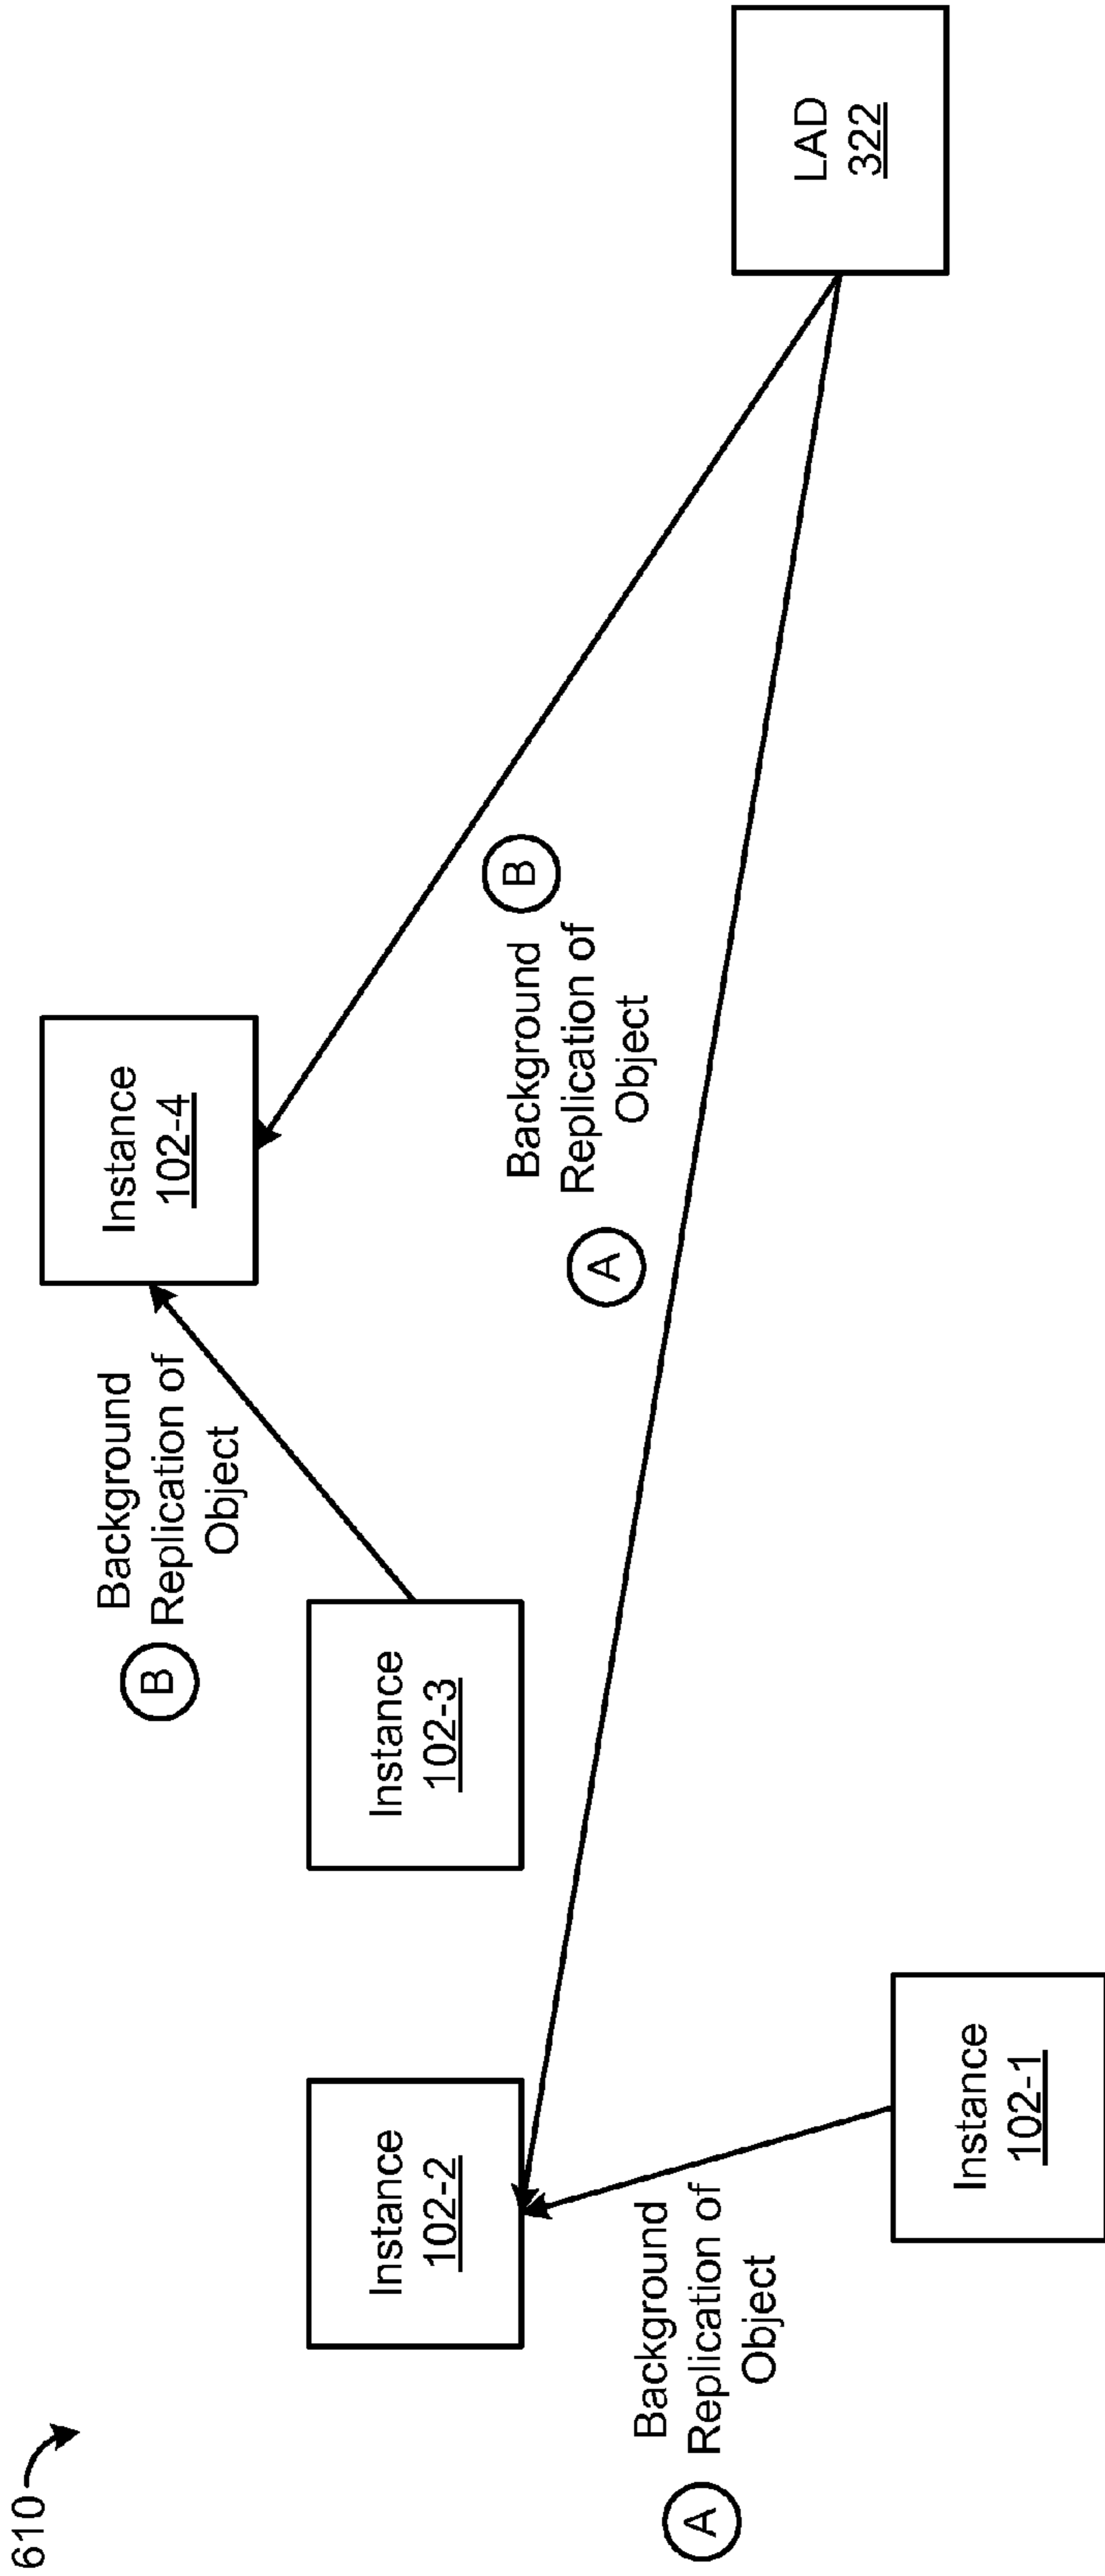 610
Instance
102-4
LAD
322
B
Background
Replication of
Object
Instance
102-3
B
Background
Replication of
Object
A
Instance
102-2
A
Background
Replication of
Object
Instance
102-1